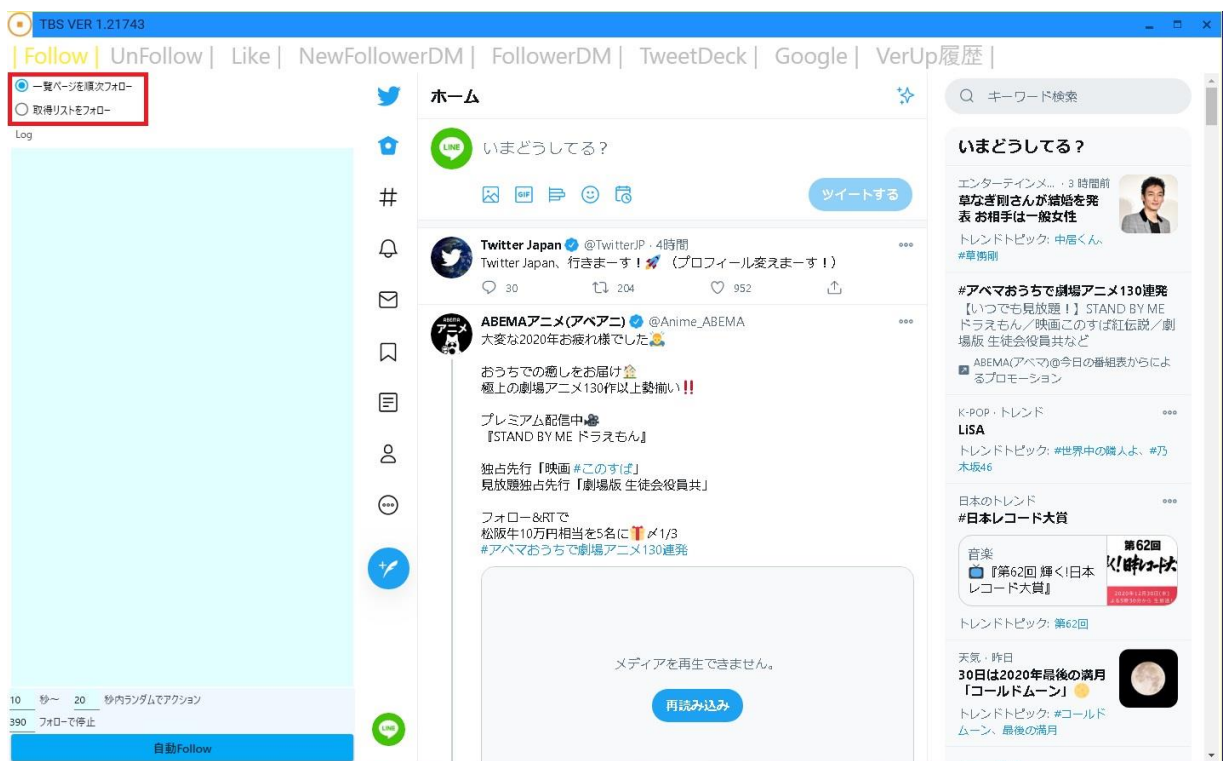 TBS VER 1.21743
| Follow | UnFollow | Like | NewFollowerDM | FollowerDM | TweetDeck | Google | VerUp履歴 |
一覧ページを順次フォロー
取得リストをフォロー
Log
10 秒～ 20 秒内ランダムでアクション
390 フォローで停止
自動Follow
LINE
ホーム
LINE
いまどうしてる？
GIF
ツイートする
Twitter Japan @TwitterJP · 4時間
Twitter Japan、行きまーす！🚀 （プロフィール変えまーす！）
30 204 952
ABEMAアニメ(アベアニ) @Anime_ABEMA
大変な2020年お疲れ様でした
おうちでの癒しをお届け
極上の劇場アニメ130作以上勢揃い‼
プレミアム配信中🎥
『STAND BY ME ドラえもん』
独占先行「映画 #このすば」
見放題独占先行「劇場版 生徒会役員共」
フォロー&RTで
松阪牛10万円相当を5名に🎁〆1/3
#アベマおうちで劇場アニメ130連発
メディアを再生できません。
再読み込み
キーワード検索
いまどうしてる？
エンターテインメ... · 3 時間前
草なぎ剛さんが結婚を発
表 お相手は一般女性
トレンドトピック: 中居くん、
#草彅剛
#アベマおうちで劇場アニメ130連発
【いつでも見放題！】STAND BY ME
ドラえもん／映画このすば紅伝説／劇
場版 生徒会役員共など
ABEMA(アベマ)@今日の番組表からによ
るプロモーション
K-POP · トレンド
LiSA
トレンドトピック: #世界中の隣人よ、#乃
木坂46
日本のトレンド
#日本レコード大賞
音楽
📺『第62回 輝く!日本
レコード大賞』
第62回
トレンドトピック: 第62回
天気 · 昨日
30日は2020年最後の満月
「コールドムーン」🌕
トレンドトピック: #コールド
ムーン、最後の満月